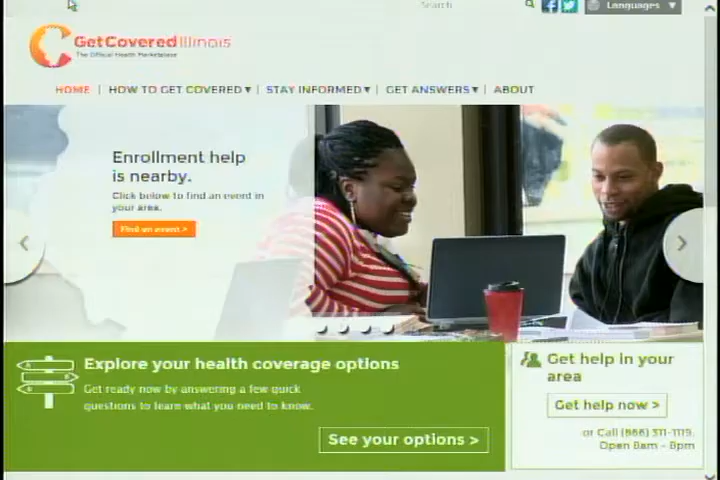 Search
Languages ▼
GetCoveredIllinois
The Official Health Marketplace
HOME | HOW TO GET COVERED ▼ | STAY INFORMED ▼ | GET ANSWERS ▼ | ABOUT
Enrollment help
is nearby.
Click below to find an event in
your area.
Find an event >
Explore your health coverage options
Get ready now by answering a few quick
questions to learn what you need to know.
See your options >
Get help in your
area
Get help now >
or Call (866) 311-1119.
Open 8am - 8pm